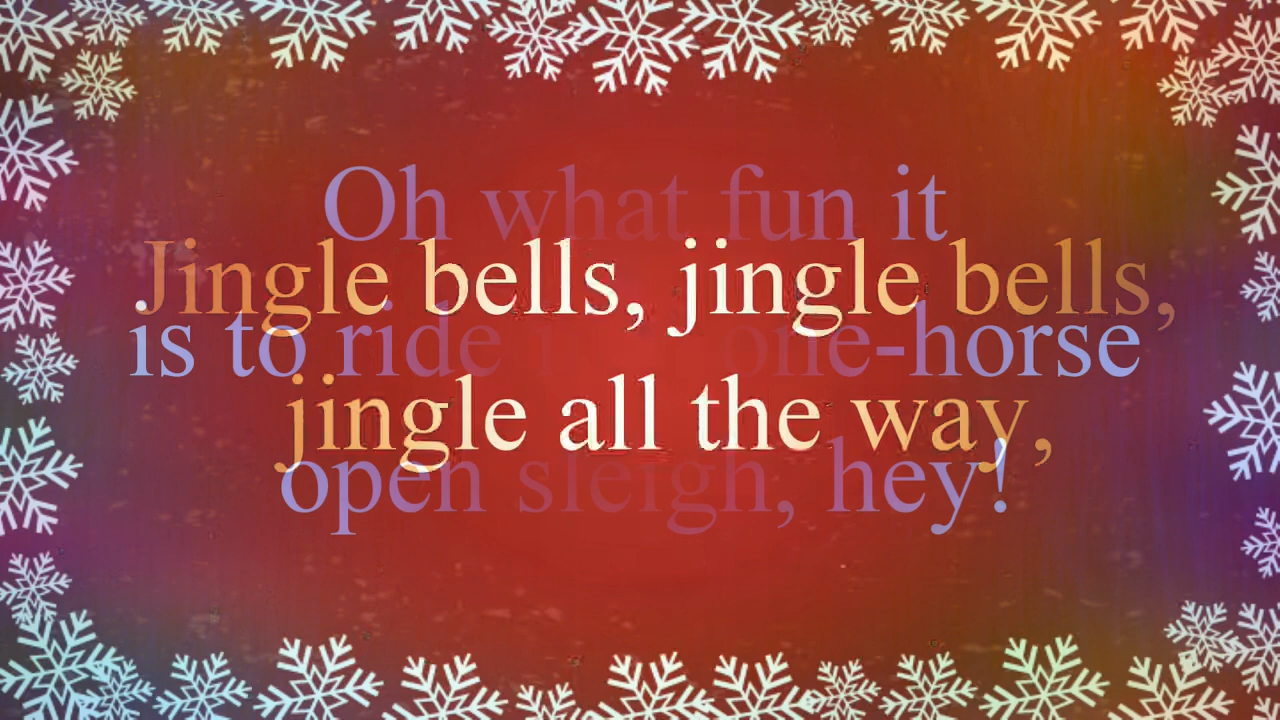 Oh what fun it
Jingle bells, jingle bells,
is to ride one-horse
jingle all the way,
open sleigh, hey!